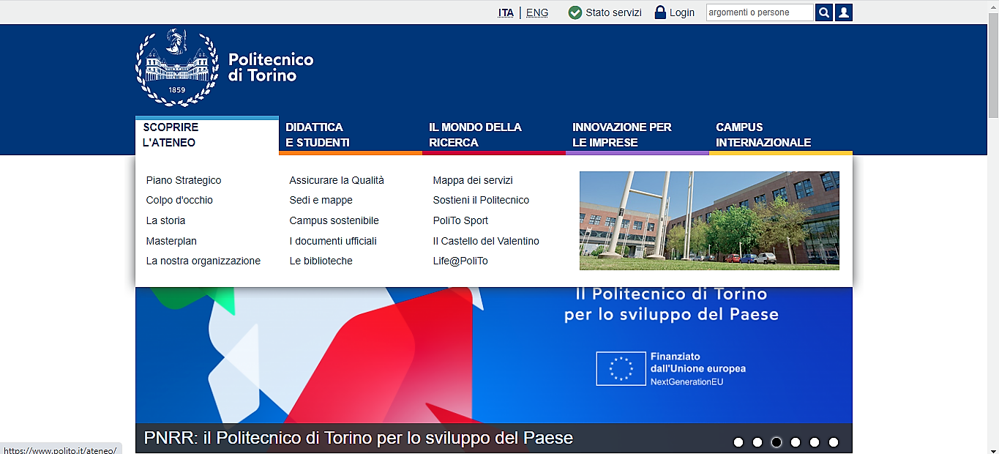 ITA | ENG Stato servizi Login argomenti o persone
Politecnico
di Torino
1859
SCOPRIRE
L'ATENEO
DIDATTICA
E STUDENTI
IL MONDO DELLA
RICERCA
INNOVAZIONE PER
LE IMPRESE
CAMPUS
INTERNAZIONALE
Piano Strategico
Colpo d'occhio
La storia
Masterplan
La nostra organizzazione
Assicurare la Qualità
Sedi e mappe
Campus sostenibile
I documenti ufficiali
Le biblioteche
Mappa dei servizi
Sostieni il Politecnico
PoliTo Sport
Il Castello del Valentino
Life@PoliTo
Il Politecnico di Torino
per lo sviluppo del Paese
Finanziato
dall'Unione europea
NextGenerationEU
PNRR: il Politecnico di Torino per lo sviluppo del Paese
https://www.polito.it/ateneo/